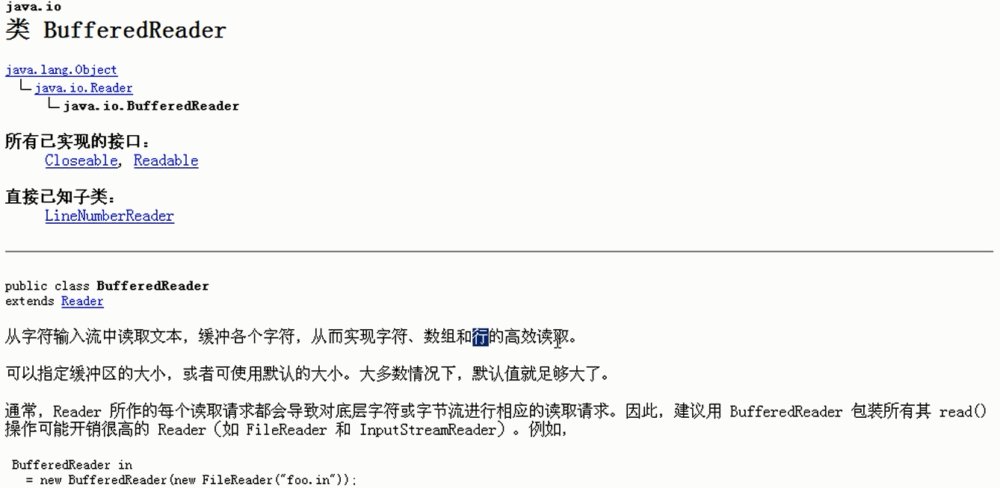 java.io
类 BufferedReader
java.lang.Object
java.io.Reader
java.io.BufferedReader
所有已实现的接口：
Closeable, Readable
直接已知子类：
LineNumberReader
public class BufferedReader
extends Reader
从字符输入流中读取文本，缓冲各个字符，从而实现字符、数组和行的高效读取。
可以指定缓冲区的大小，或者可使用默认的大小。大多数情况下，默认值就足够大了。
通常，Reader 所作的每个读取请求都会导致对底层字符或字节流进行相应的读取请求。因此，建议用 BufferedReader 包装所有其 read()
操作可能开销很高的 Reader（如 FileReader 和 InputStreamReader）。例如，
BufferedReader in
= new BufferedReader(new FileReader("foo.in"));